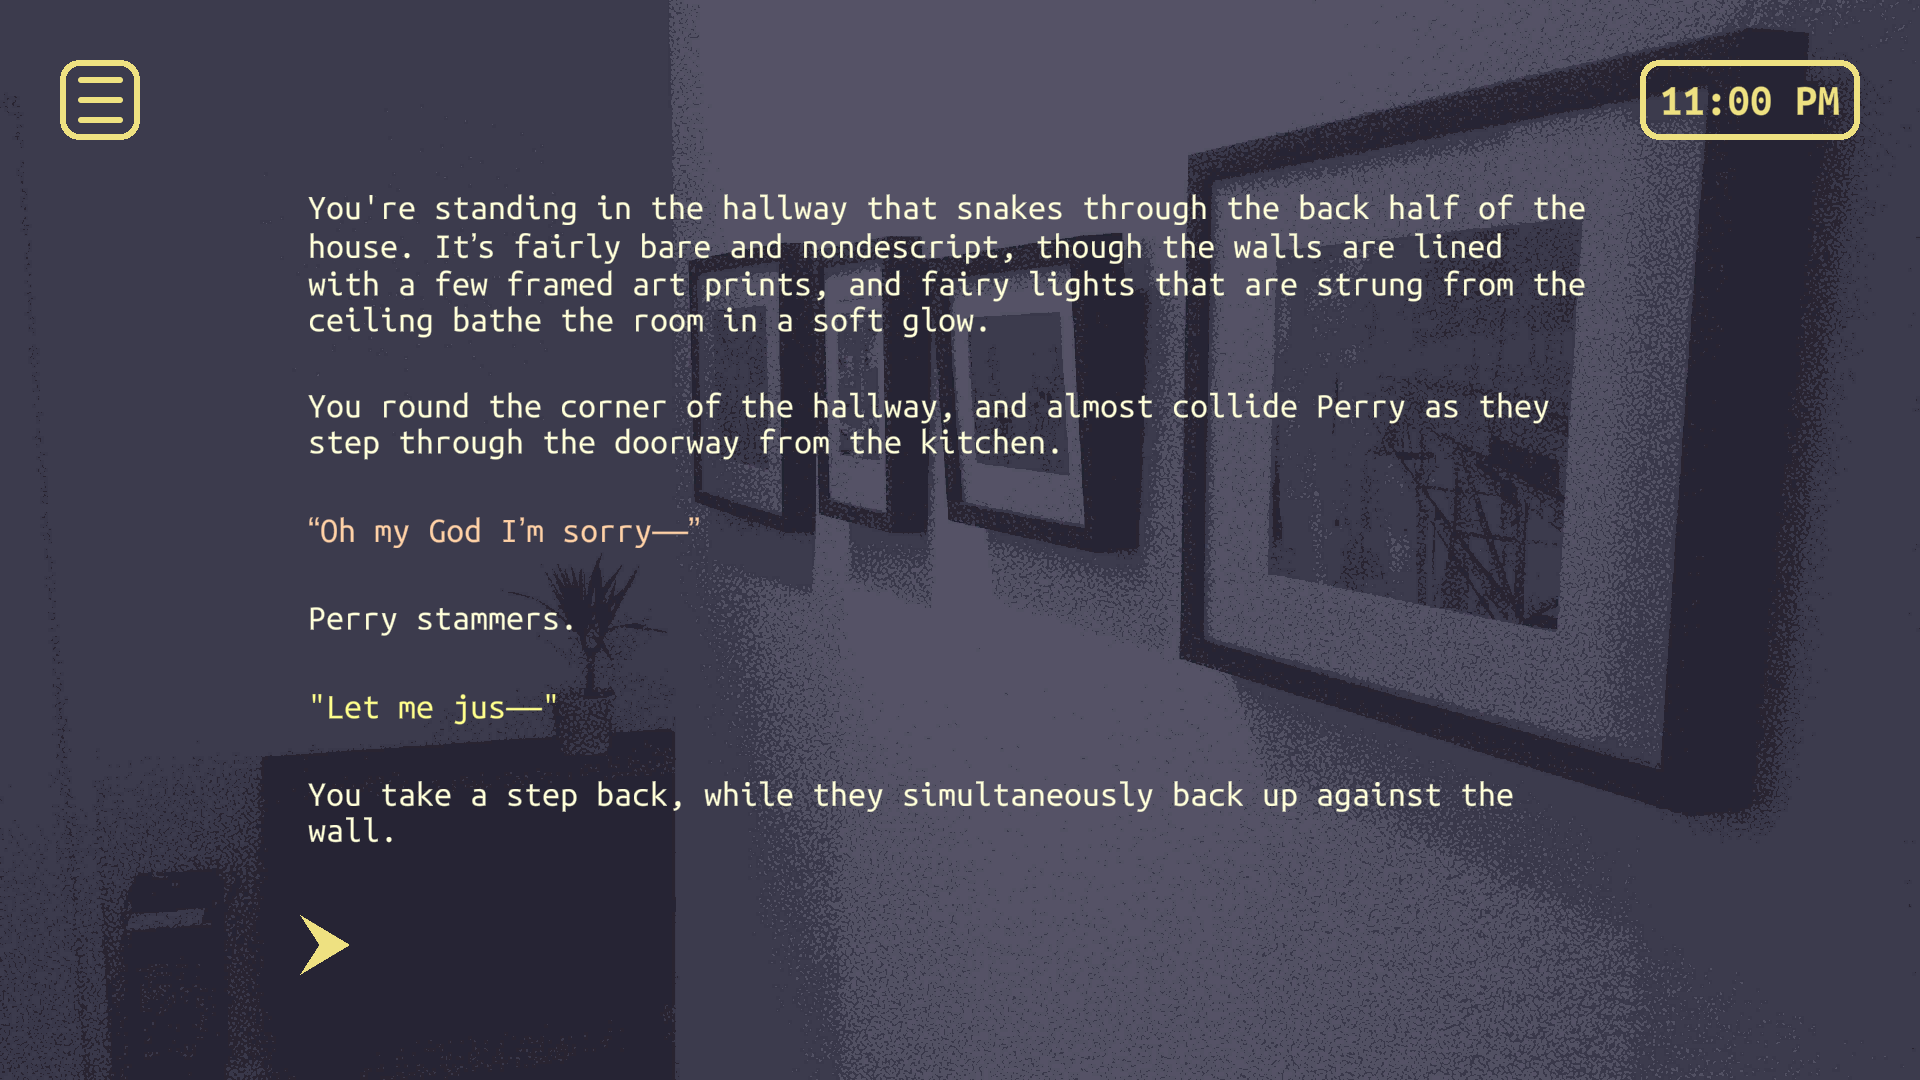 11:00 PM
You're standing in the hallway that snakes through the back half of the
house. It’s fairly bare and nondescript, though the walls are lined
with a few framed art prints, and fairy lights that are strung from the
ceiling bathe the room in a soft glow.
You round the corner of the hallway, and almost collide Perry as they
step through the doorway from the kitchen.
“Oh my God I’m sorry——”
Perry stammers.
"Let me jus——"
You take a step back, while they simultaneously back up against the
wall.